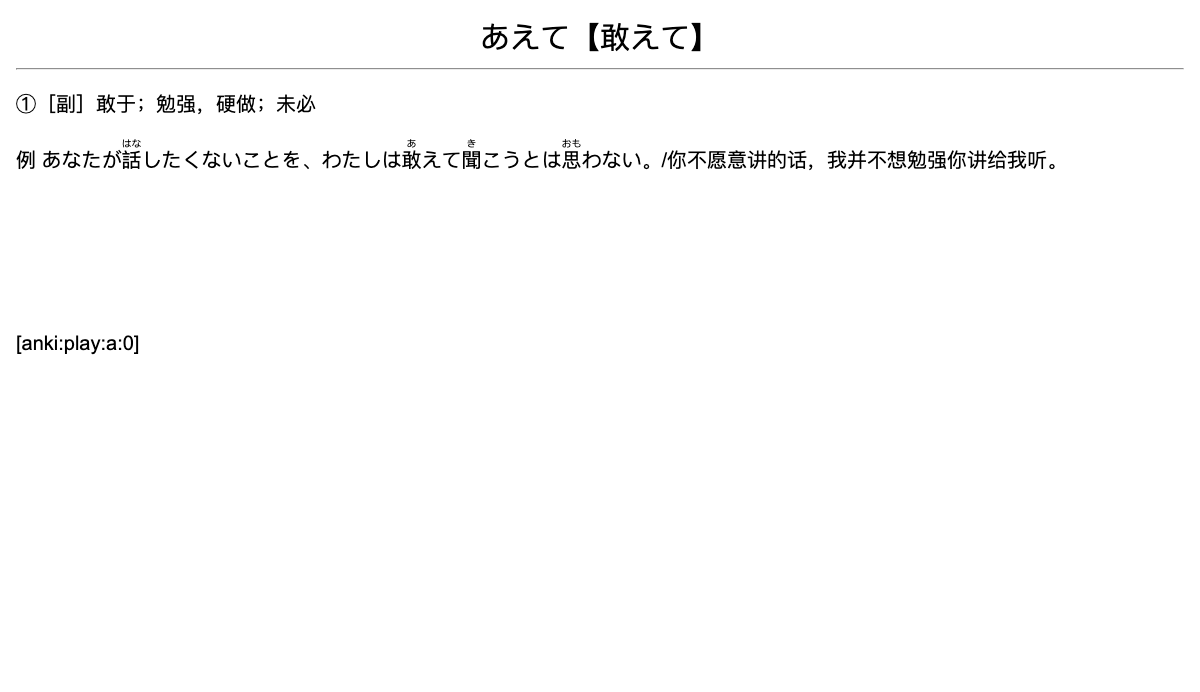 あえて【敢えて】
①［副］敢于；勉强，硬做；未必
例 あなたが話したくないことを、わたしは敢えて聞こうとは思わない。/你不愿意讲的话，我并不想勉强你讲给我听。
[anki:play:a:0]